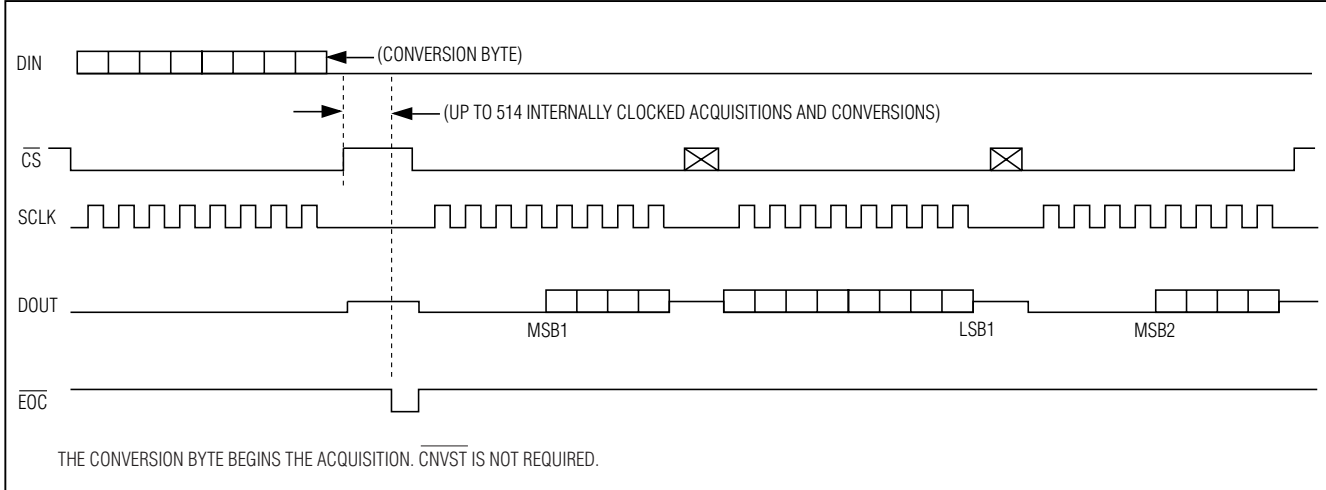 DIN
(CONVERSION BYTE)
(UP TO 514 INTERNALLY CLOCKED ACQUISITIONS AND CONVERSIONS)
CS
SCLK
DOUT
MSB1
LSB1
MSB2
EOC
THE CONVERSION BYTE BEGINS THE ACQUISITION. CNVST IS NOT REQUIRED.